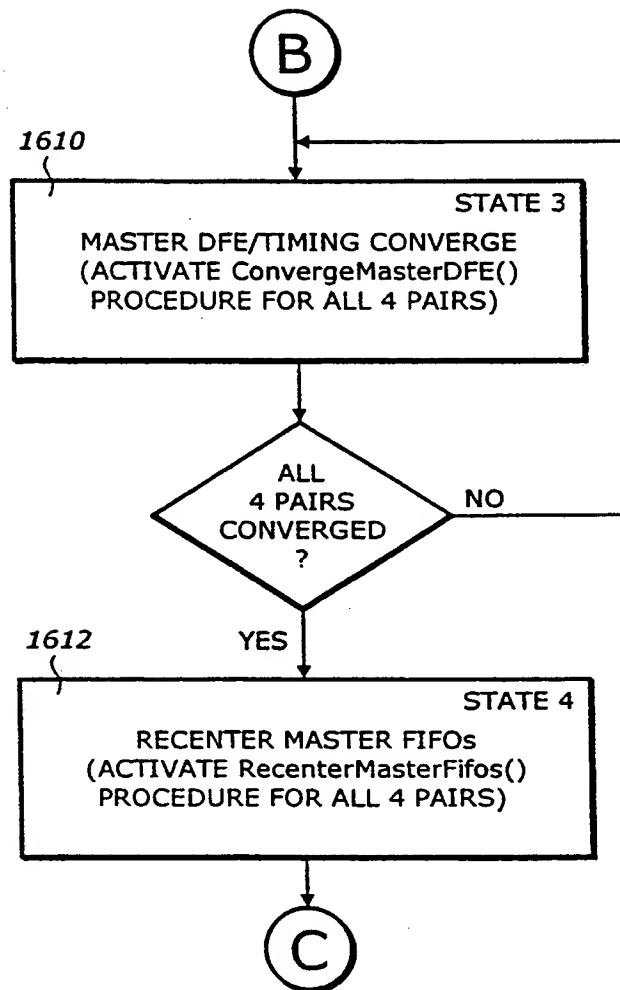 B
1610
STATE 3
MASTER DFE/TIMING CONVERGE
(ACTIVATE ConvergeMasterDFE()
PROCEDURE FOR ALL 4 PAIRS)
ALL
4 PAIRS
CONVERGED
?
NO
YES
1612
STATE 4
RECENTER MASTER FIFOs
(ACTIVATE RecenterMasterFifos()
PROCEDURE FOR ALL 4 PAIRS)
C